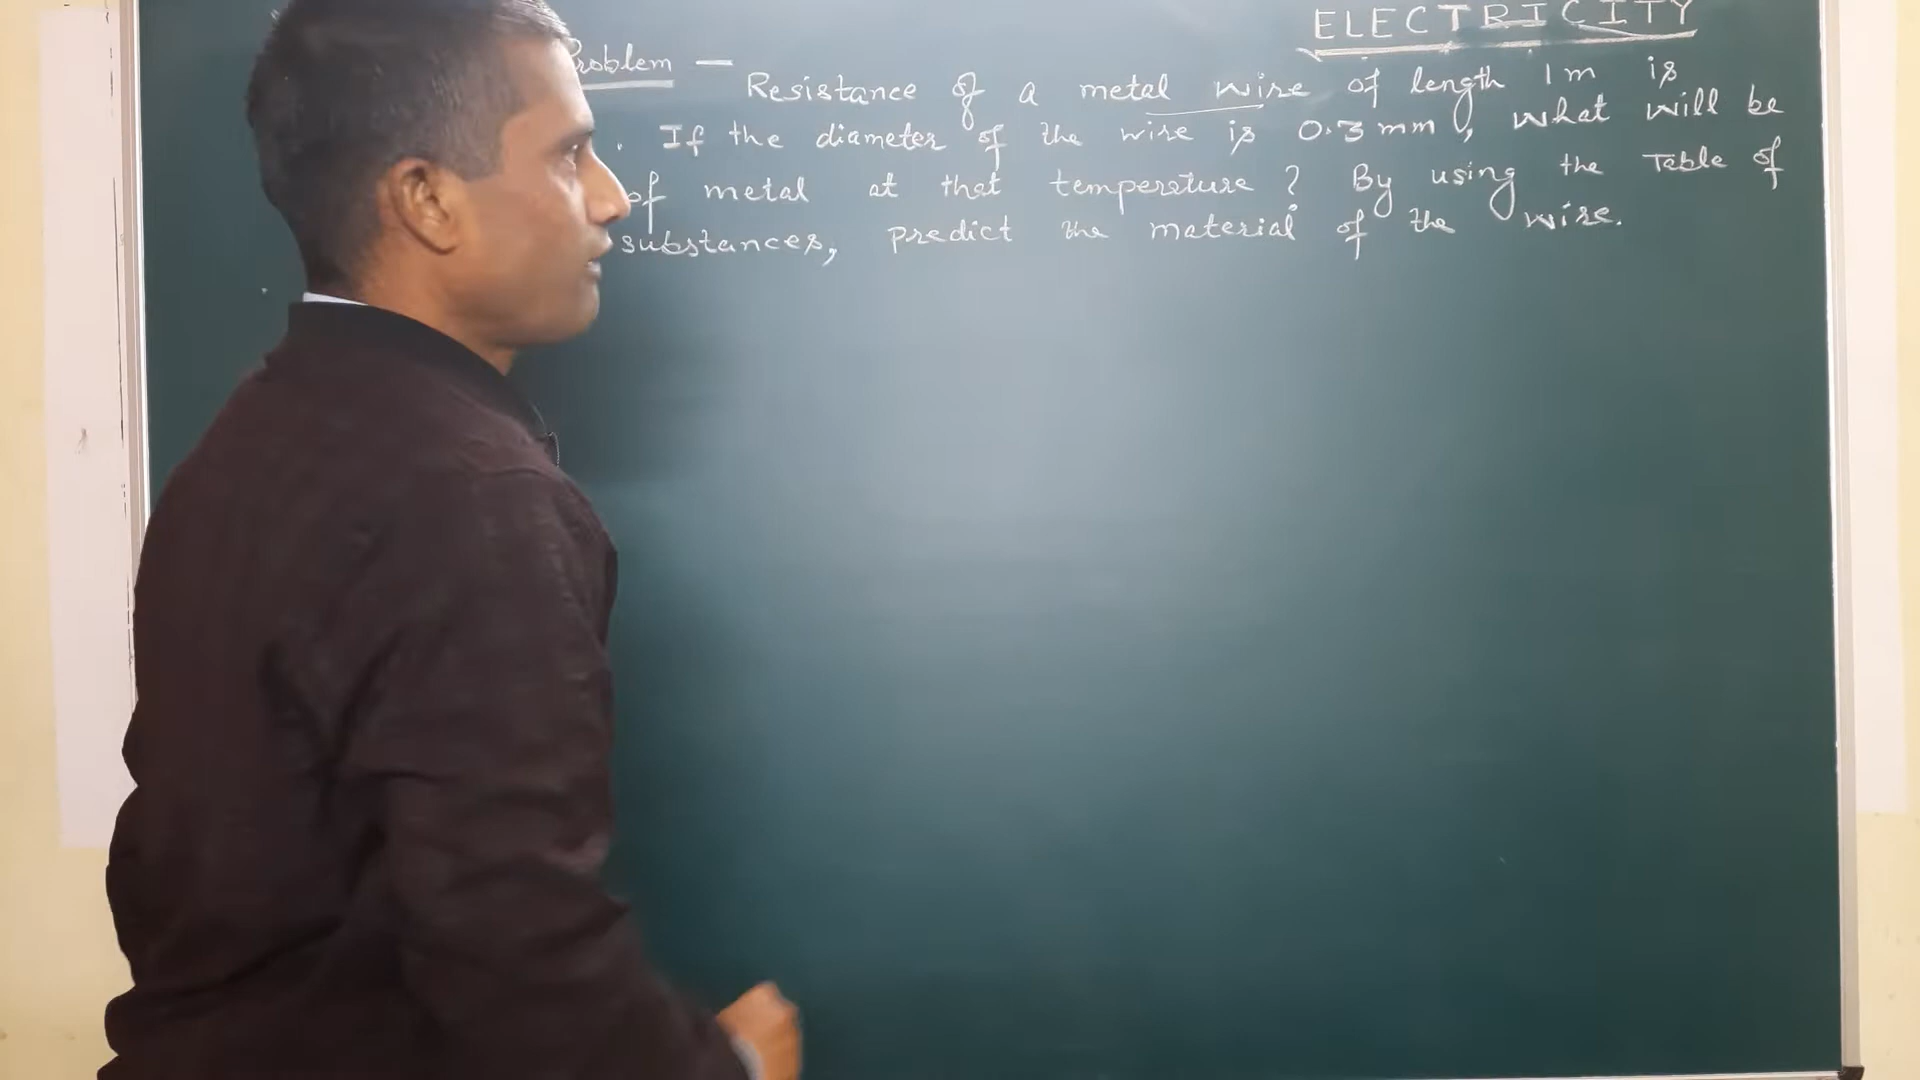 ELECTRICITY
Problem —
Resistance of a metal wire of length 1m is
. If the diameter of the wire is 0.3 mm, what will be
of metal at that temperature ? By using the Table of
substances, predict the material of the wire.